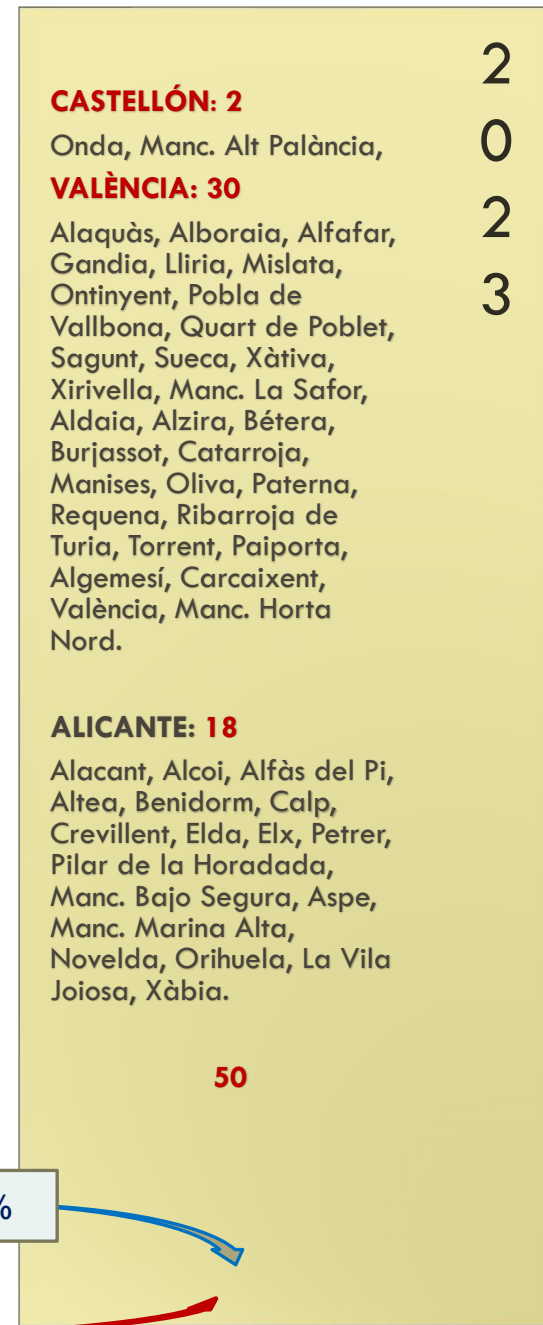 2
0
2
3
CASTELLÓN: 2
Onda, Manc. Alt Palància,
VALÈNCIA: 30
Alaquàs, Alboraia, Alfafar,
Gandia, Lliria, Mislata,
Ontinyent, Pobla de
Vallbona, Quart de Poblet,
Sagunt, Sueca, Xàtiva,
Xirivella, Manc. La Safor,
Aldaia, Alzira, Bétera,
Burjassot, Catarroja,
Manises, Oliva, Paterna,
Requena, Ribarroja de
Turia, Torrent, Paiporta,
Algemesí, Carcaixent,
València, Manc. Horta
Nord.
ALICANTE: 18
Alacant, Alcoi, Alfàs del Pi,
Altea, Benidorm, Calp,
Crevillent, Elda, Elx, Petrer,
Pilar de la Horadada,
Manc. Bajo Segura, Aspe,
Manc. Marina Alta,
Novelda, Orihuela, La Vila
Joiosa, Xàbia.
50
%